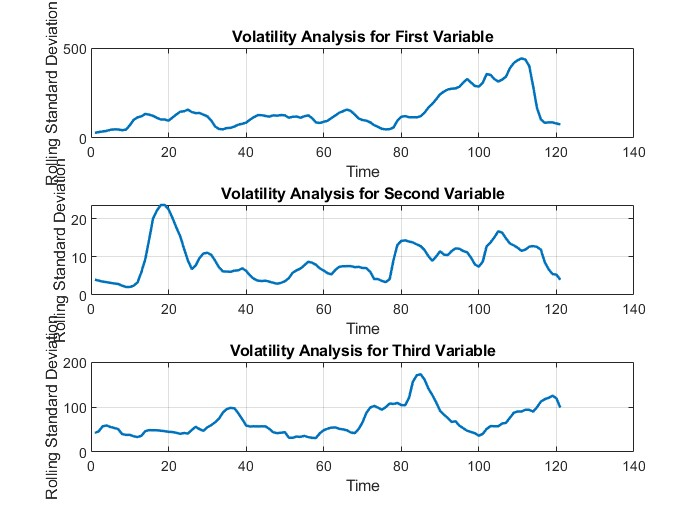 Volatility Analysis for First Variable
Rolling Standard Deviation
500
0
0 20 40 60 80 100 120 140
Time
Volatility Analysis for Second Variable
Rolling Standard Deviation
20
10
0
0 20 40 60 80 100 120 140
Time
Volatility Analysis for Third Variable
Rolling Standard Deviation
200
100
0
0 20 40 60 80 100 120 140
Time